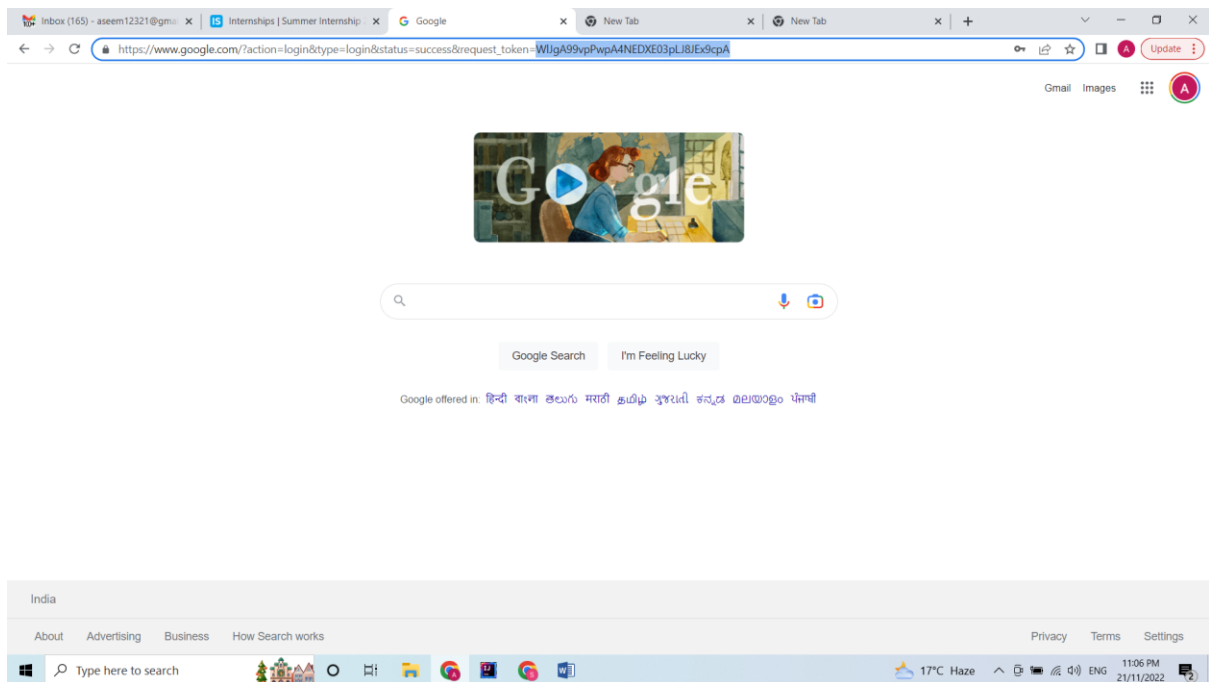 Inbox (165) - aseem12321@gmai
Internships | Summer Internship
Google
New Tab
New Tab
https://www.google.com/?action=login&type=login&status=success&request_token=WlJgA99vpPwpA4NEDXE03pLJ8JEx9cpA
A
Update
Gmail Images
A
Google
Google Search I'm Feeling Lucky
Google offered in: हिन्दी বাংলা తెలుగు मराठी தமிழ் ગુજરાતી ಕನ್ನಡ മലയാളം ਪੰਜਾਬੀ
India
About Advertising Business How Search works Privacy Terms Settings
Type here to search 17°C Haze ENG 11:06 PM
21/11/2022